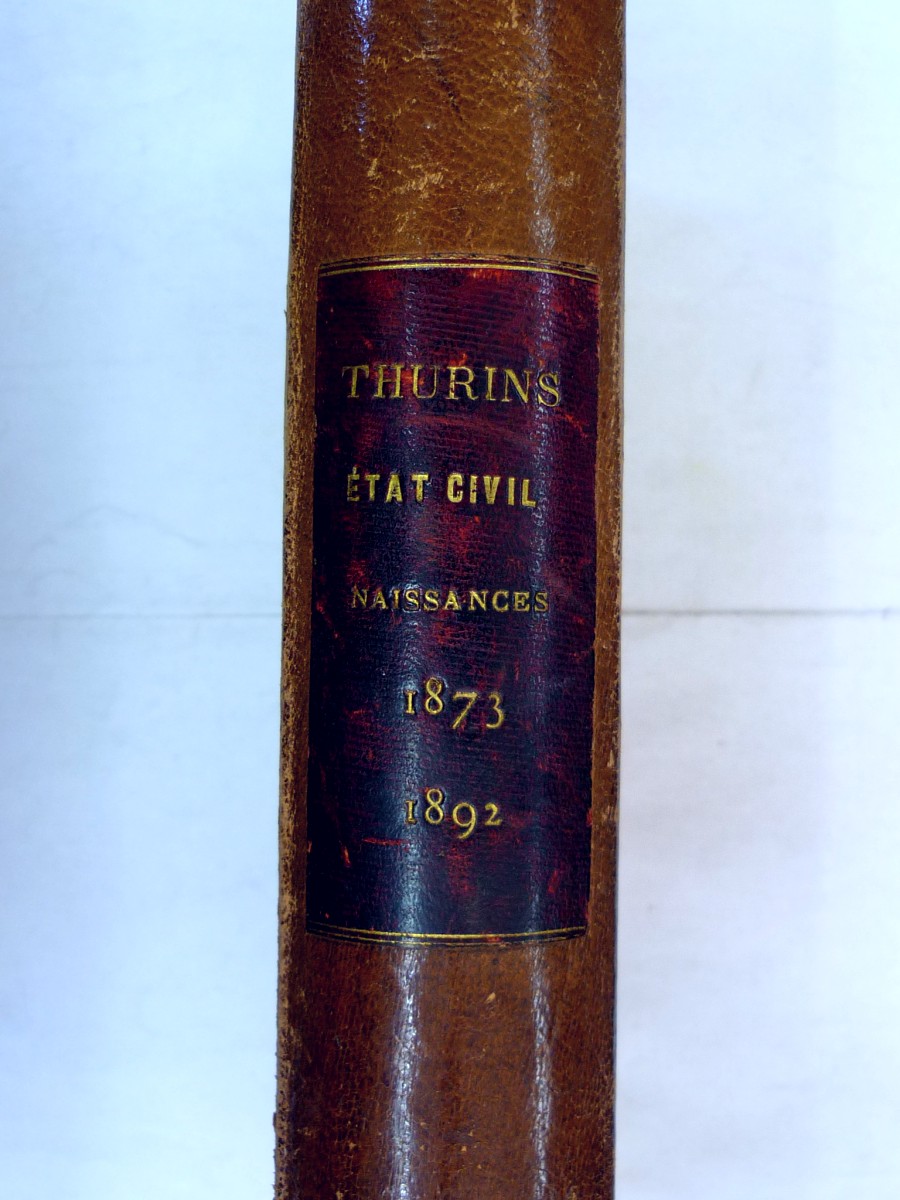 THURINS
ÉTAT CIVIL
NAISSANCES
1873
1892